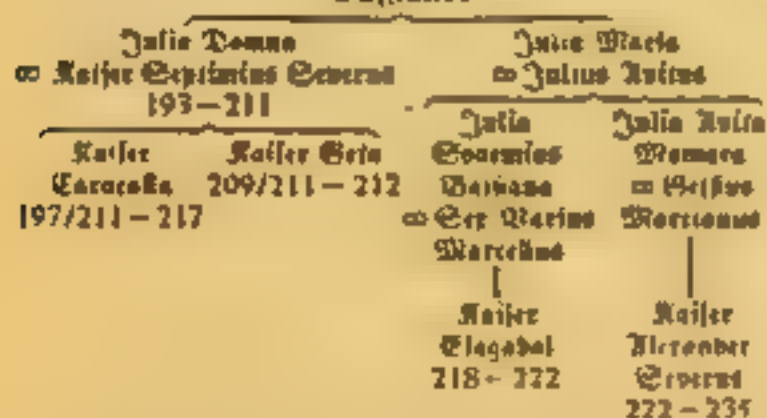 Julia Domna
∞ Kaiser Septimius Severus
193–211
Kaiser
Caracalla
197/211–217
Kaiser Geta
209/211–212
Julia Maesa
∞ Julius Avitus
Julia
Soaemias
Bassiana
∞ Sex Varius
Marcellus
Kaiser
Elagabal
218–222
Julia Avita
Mamaea
∞ Gessius
Marcianus
Kaiser
Alexander
Severus
222–235